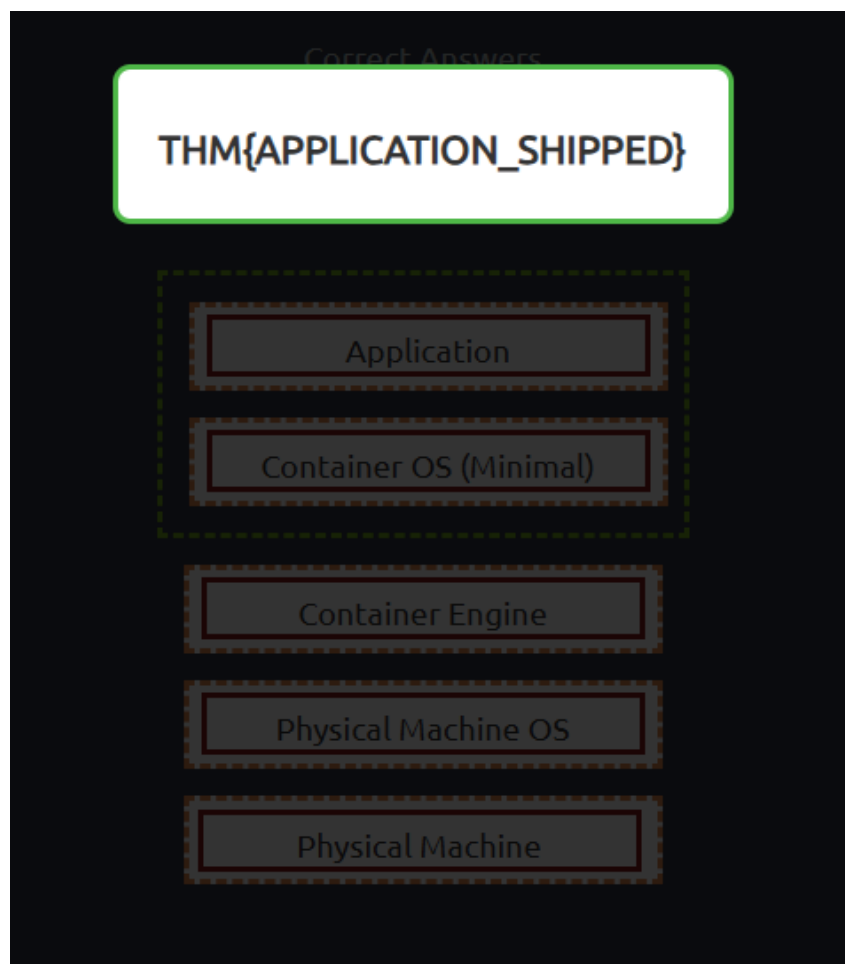 Correct Answers
THM{APPLICATION_SHIPPED}
Application
Container OS (Minimal)
Container Engine
Physical Machine OS
Physical Machine